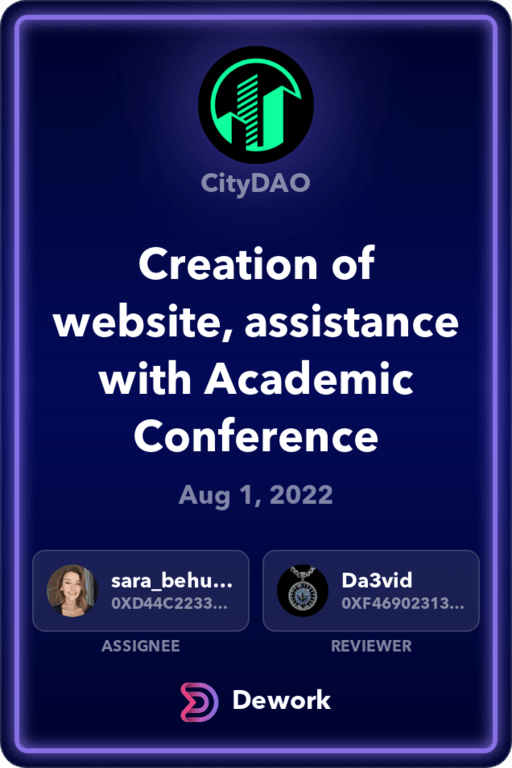 CityDAO
Creation of
website, assistance
with Academic
Conference
Aug 1, 2022
sara_behu...
0XD44C2233...
ASSIGNEE
Da3vid
0XF46902313...
REVIEWER
Dework